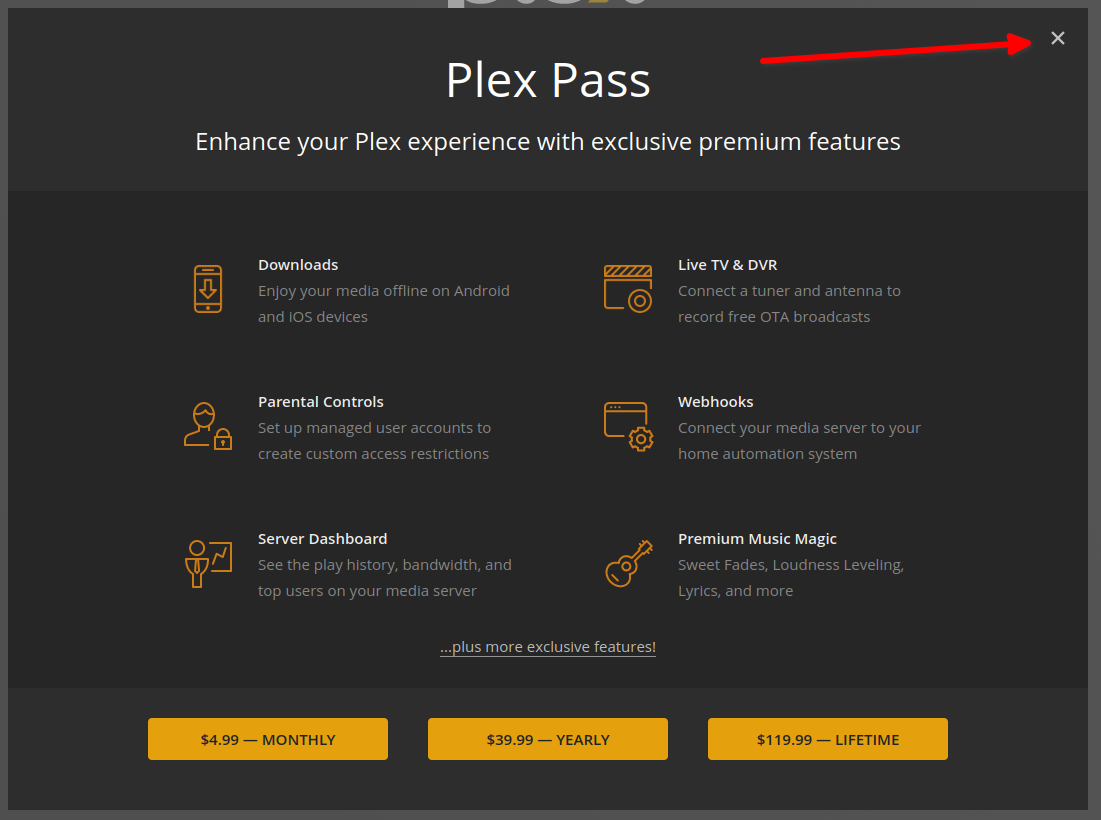 Plex Pass
Enhance your Plex experience with exclusive premium features
Downloads
Enjoy your media offline on Android
and iOS devices
Live TV & DVR
Connect a tuner and antenna to
record free OTA broadcasts
Parental Controls
Set up managed user accounts to
create custom access restrictions
Webhooks
Connect your media server to your
home automation system
Server Dashboard
See the play history, bandwidth, and
top users on your media server
Premium Music Magic
Sweet Fades, Loudness Leveling,
Lyrics, and more
...plus more exclusive features!
$4.99 — MONTHLY
$39.99 — YEARLY
$119.99 — LIFETIME